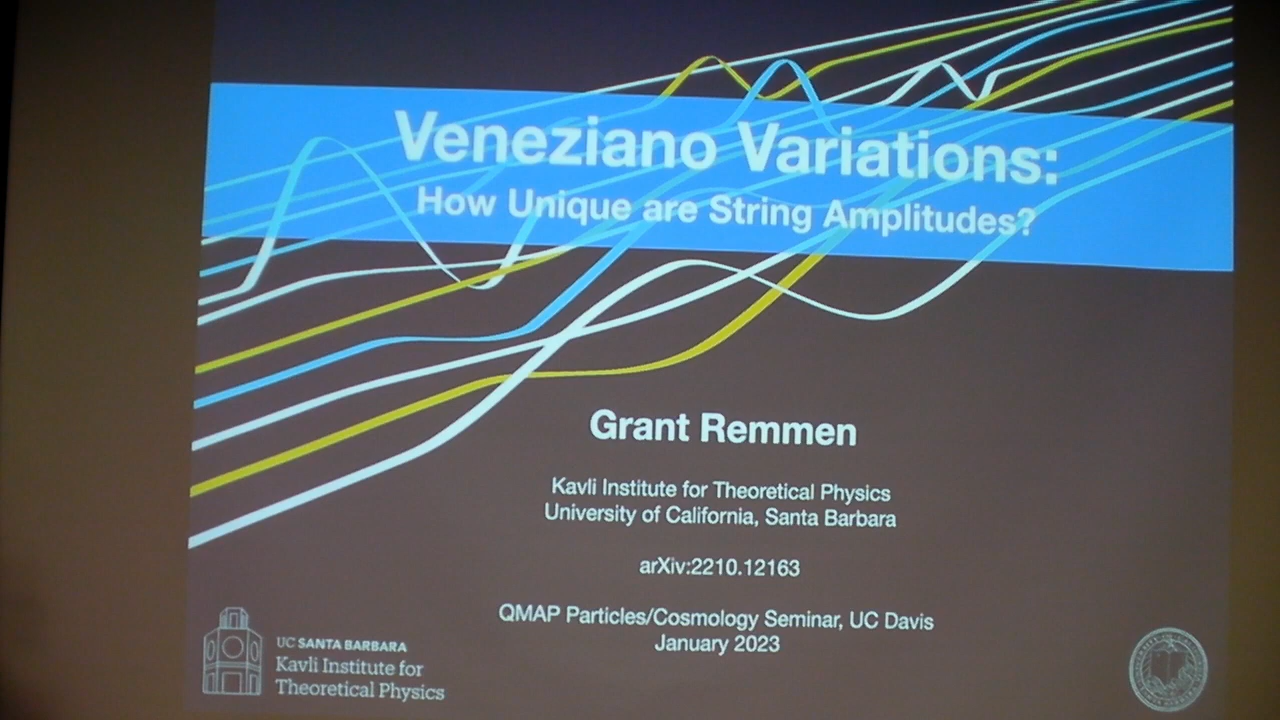 Veneziano Variations:
How Unique are String Amplitudes?
Grant Remmen
Kavli Institute for Theoretical Physics
University of California, Santa Barbara
arXiv:2210.12163
QMAP Particles/Cosmology Seminar, UC Davis
January 2023
UC SANTA BARBARA
Kavli Institute for
Theoretical Physics